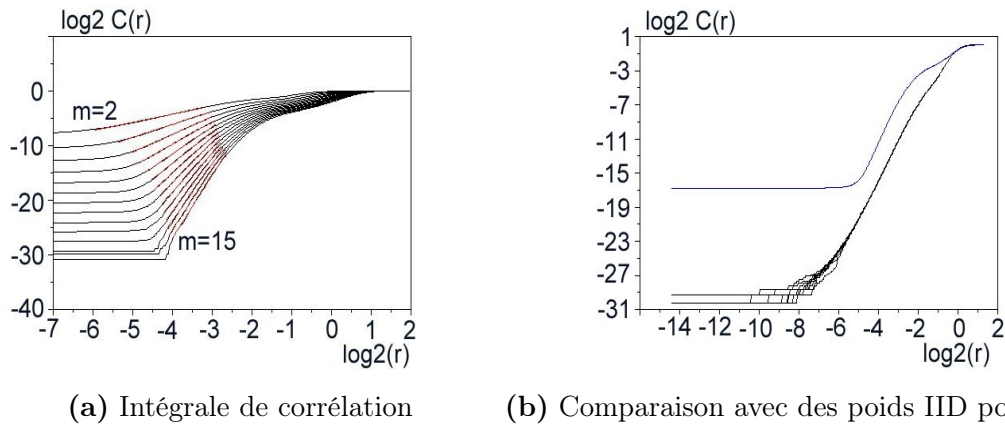 log2 C(r)
0
-10
-20
-30
-40
m=2
m=15
-7 -6 -5 -4 -3 -2 -1 0 1 2
log2(r)
(a) Intégrale de corrélation
log2 C(r)
1
-3
-7
-11
-15
-19
-23
-27
-31
-14 -12 -10 -8 -6 -4 -2 0 2
log2(r)
(b) Comparaison avec des poids IID po